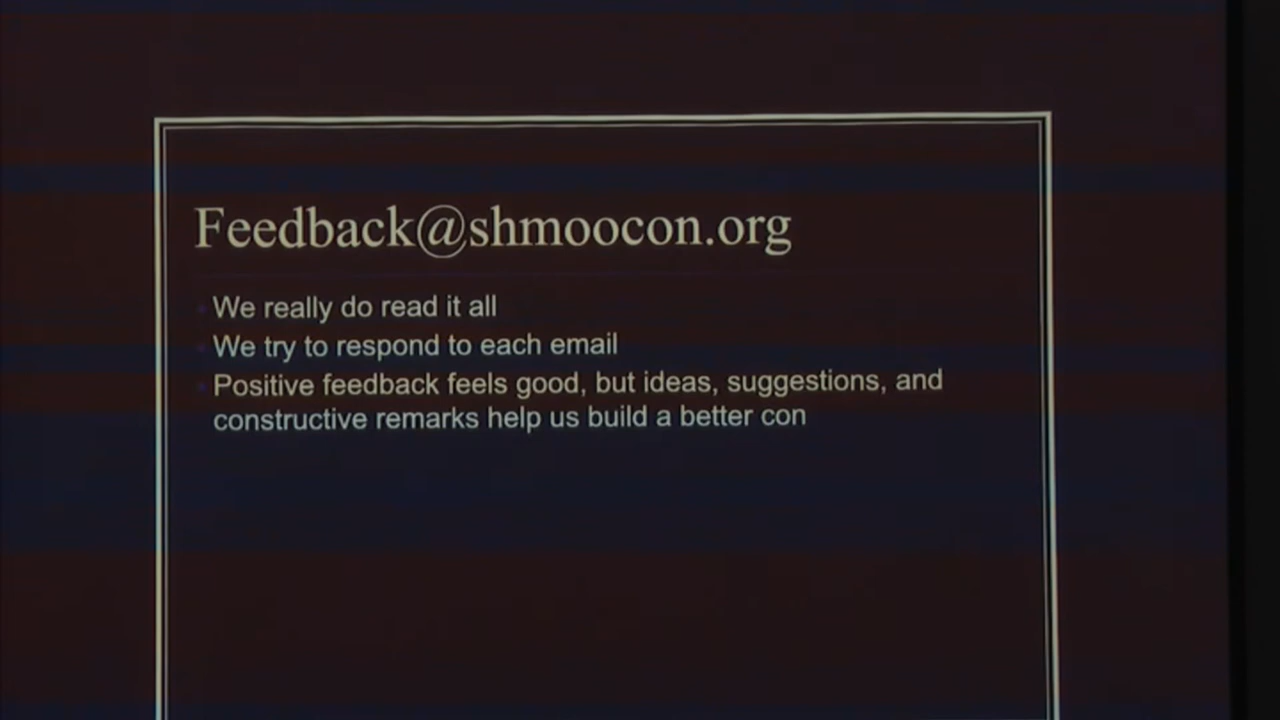 Feedback@shmoocon.org
We really do read it all
We try to respond to each email
Positive feedback feels good, but ideas, suggestions, and
constructive remarks help us build a better con